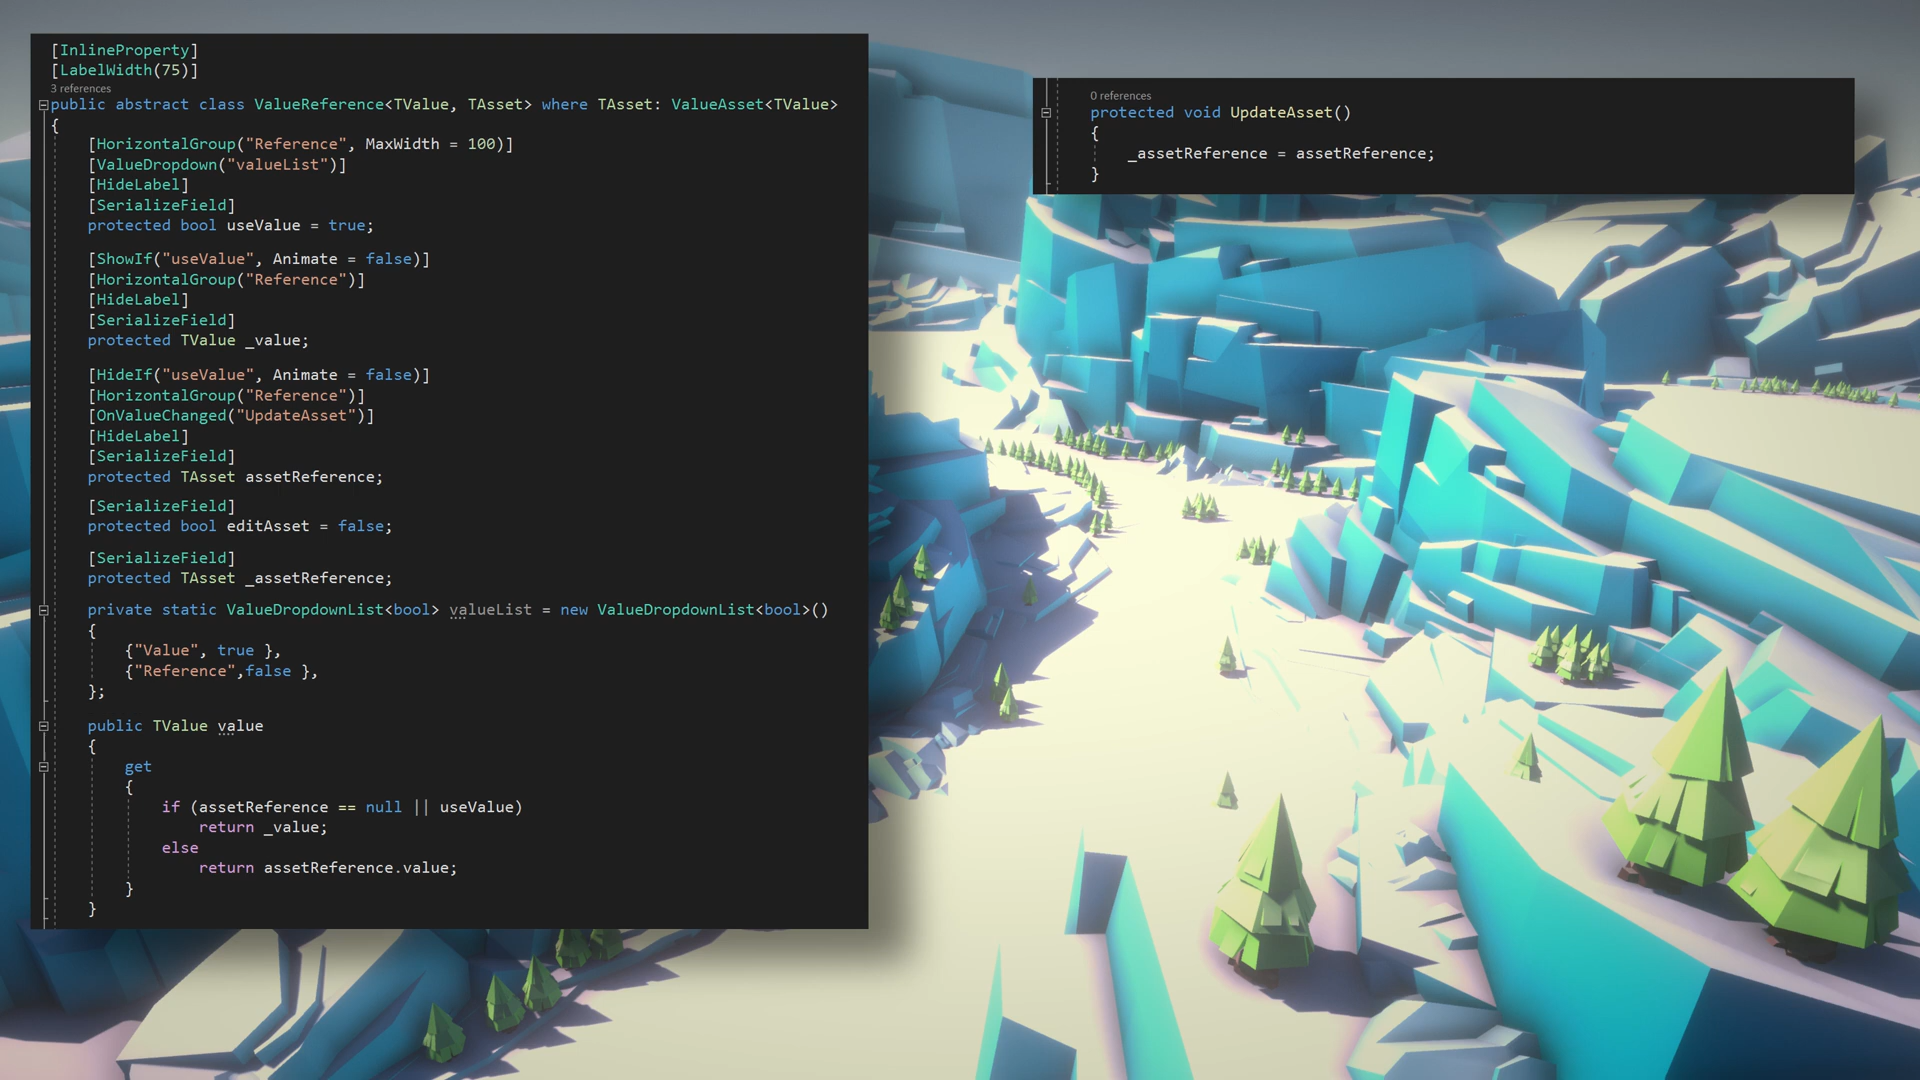 [InlineProperty]
[LabelWidth(75)]
3 references
public abstract class ValueReference<TValue, TAsset> where TAsset: ValueAsset<TValue>
{
[HorizontalGroup("Reference", MaxWidth = 100)]
[ValueDropdown("valueList")]
[HideLabel]
[SerializeField]
protected bool useValue = true;
[ShowIf("useValue", Animate = false)]
[HorizontalGroup("Reference")]
[HideLabel]
[SerializeField]
protected TValue _value;
[HideIf("useValue", Animate = false)]
[HorizontalGroup("Reference")]
[OnValueChanged("UpdateAsset")]
[HideLabel]
[SerializeField]
protected TAsset assetReference;
[SerializeField]
protected bool editAsset = false;
[SerializeField]
protected TAsset _assetReference;
private static ValueDropdownList<bool> valueList = new ValueDropdownList<bool>()
{
{"Value", true },
{"Reference",false },
};
public TValue value
{
get
{
if (assetReference == null || useValue)
return _value;
else
return assetReference.value;
}
}
0 references
protected void UpdateAsset()
{
_assetReference = assetReference;
}